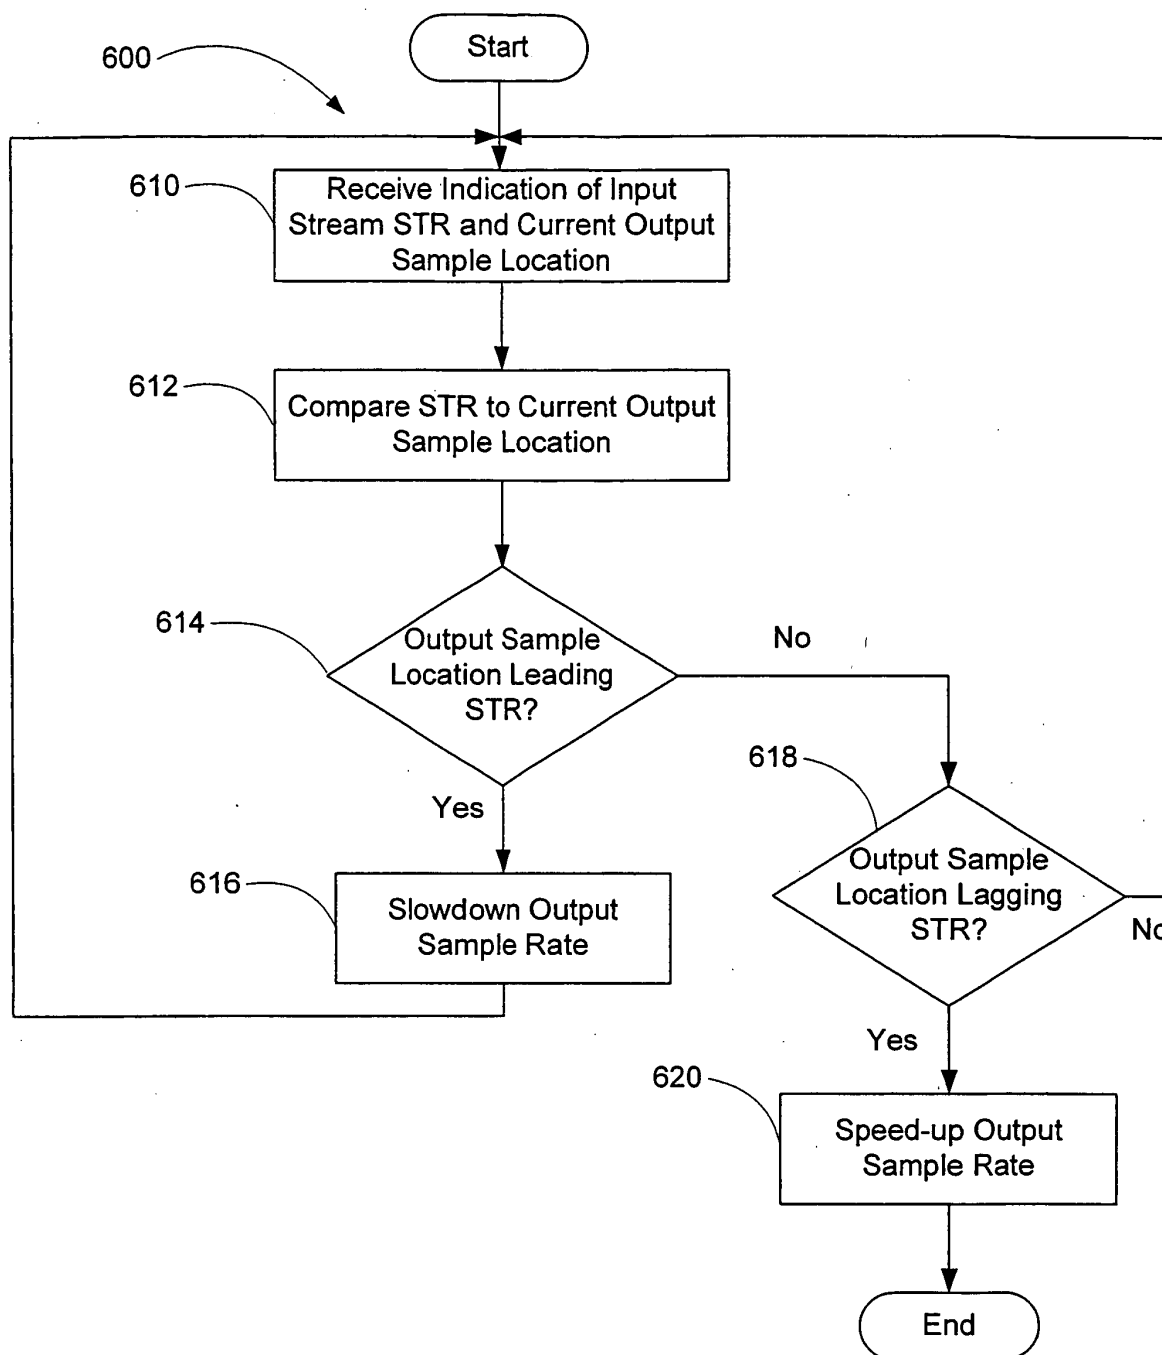 Start
600
610
Receive Indication of Input
Stream STR and Current Output
Sample Location
612
Compare STR to Current Output
Sample Location
614
Output Sample
Location Leading
STR?
No
Yes
618
616
Slowdown Output
Sample Rate
Output Sample
Location Lagging
STR?
No
Yes
620
Speed-up Output
Sample Rate
End